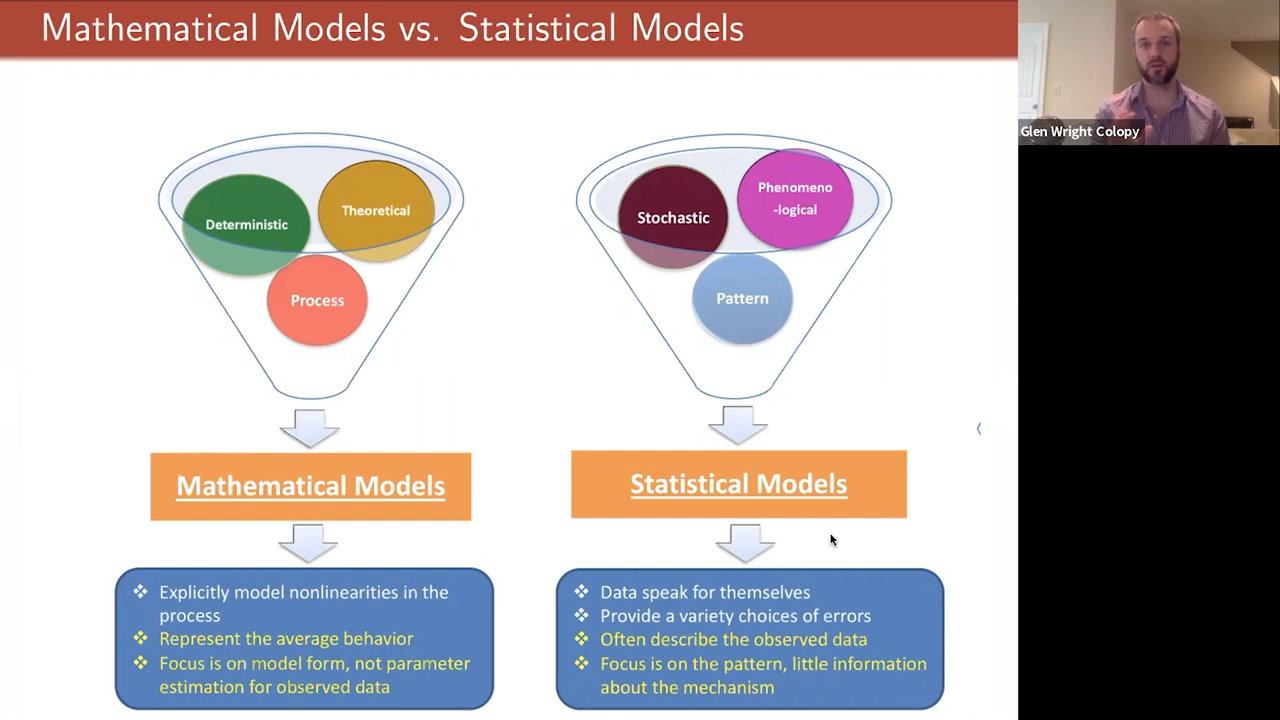 Mathematical Models vs. Statistical Models
Glen Wright Colopy
Deterministic
Theoretical
Process
Stochastic
Phenomeno
-logical
Pattern
Mathematical Models
Statistical Models
Explicitly model nonlinearities in the
process
Represent the average behavior
Focus is on model form, not parameter
estimation for observed data
Data speak for themselves
Provide a variety choices of errors
Often describe the observed data
Focus is on the pattern, little information
about the mechanism